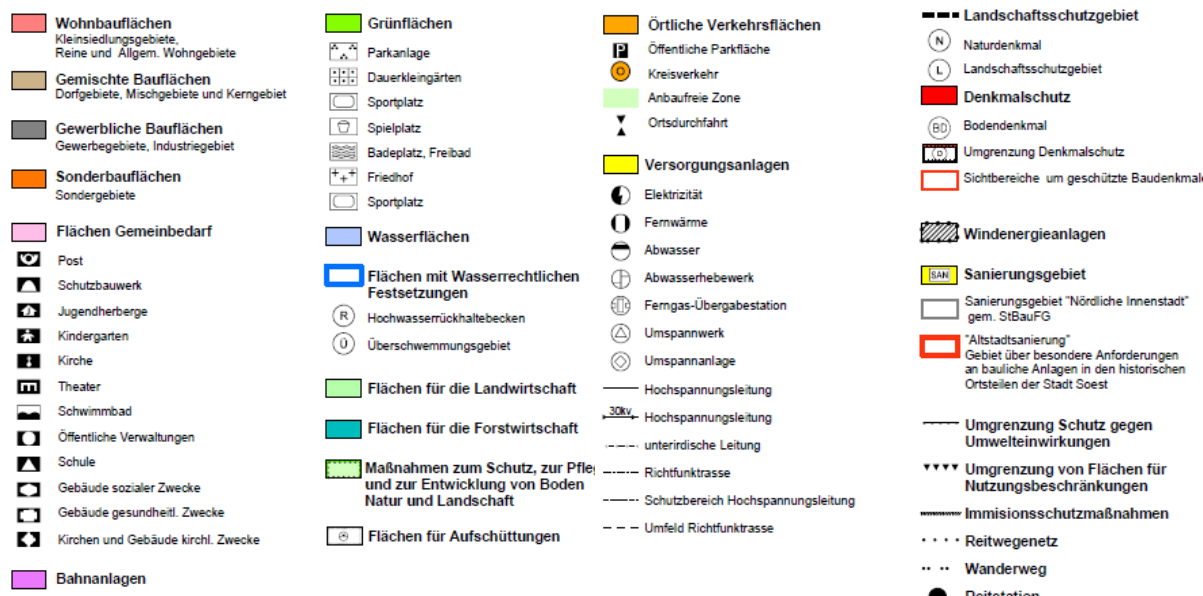 Wohnbauflächen
Kleinsiedlungsgebiete,
Reine und Allgem. Wohngebiete
Gemischte Bauflächen
Dorfgebiete, Mischgebiete und Kerngebiet
Gewerbliche Bauflächen
Gewerbegebiete, Industriegebiet
Sonderbauflächen
Sondergebiete
Flächen Gemeinbedarf
Post
Schutzbauwerk
Jugendherberge
Kindergarten
Kirche
Theater
Schwimmbad
Öffentliche Verwaltungen
Schule
Gebäude sozialer Zwecke
Gebäude gesundheitl. Zwecke
Kirchen und Gebäude kirchl. Zwecke
Bahnanlagen
Grünflächen
Parkanlage
Dauerkleingärten
Sportplatz
Spielplatz
Badeplatz, Freibad
Friedhof
Sportplatz
Wasserflächen
Flächen mit Wasserrechtlichen
Festsetzungen
R Hochwasserrückhaltebecken
Ü Überschwemmungsgebiet
Flächen für die Landwirtschaft
Flächen für die Forstwirtschaft
Maßnahmen zum Schutz, zur Pfle
und zur Entwicklung von Boden
Natur und Landschaft
Flächen für Aufschüttungen
Örtliche Verkehrsflächen
P Öffentliche Parkfläche
Kreisverkehr
Anbaufreie Zone
Ortsdurchfahrt
Versorgungsanlagen
Elektrizität
Fernwärme
Abwasser
Abwasserhebewerk
Ferngas-Übergabestation
Umspannwerk
Umspannanlage
Hochspannungsleitung
30kv Hochspannungsleitung
unterirdische Leitung
Richtfunktrasse
Schutzbereich Hochspannungsleitung
Umfeld Richtfunktrasse
Landschaftsschutzgebiet
N Naturdenkmal
L Landschaftsschutzgebiet
Denkmalschutz
BD Bodendenkmal
D Umgrenzung Denkmalschutz
Sichtbereiche um geschützte Baudenkmale
Windenergieanlagen
SAN Sanierungsgebiet
Sanierungsgebiet "Nördliche Innenstadt"
gem. StBauFG
"Altstadtsanierung"
Gebiet über besondere Anforderungen
an bauliche Anlagen in den historischen
Ortsteilen der Stadt Soest
Umgrenzung Schutz gegen
Umwelteinwirkungen
Umgrenzung von Flächen für
Nutzungsbeschränkungen
Immisionsschutzmaßnahmen
Reitwegenetz
Wanderweg
Reitstation